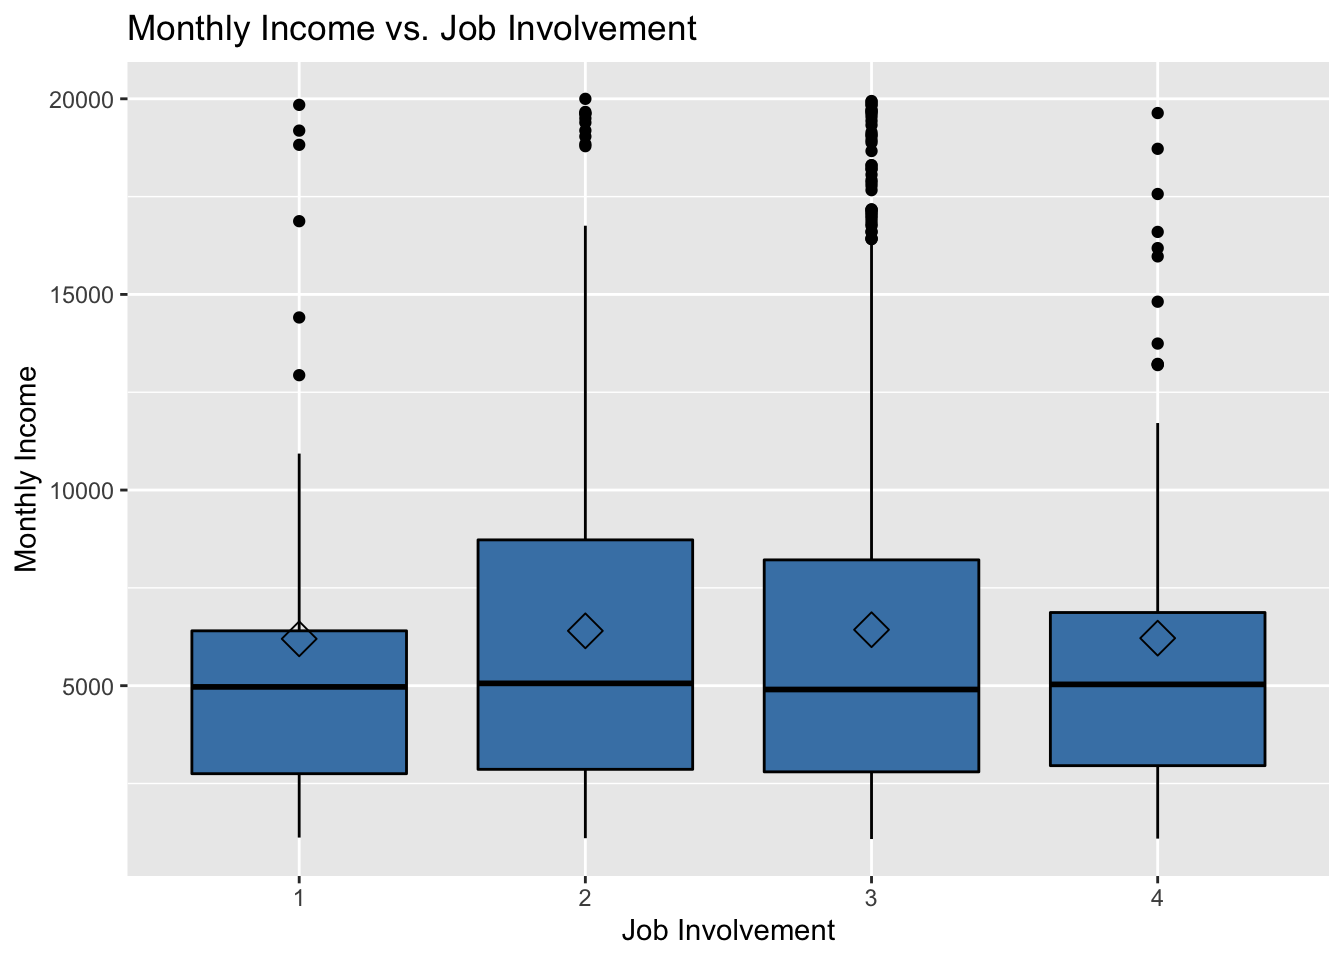 Monthly Income vs. Job Involvement
20000
15000
10000
5000
Monthly Income
1 2 3 4
Job Involvement